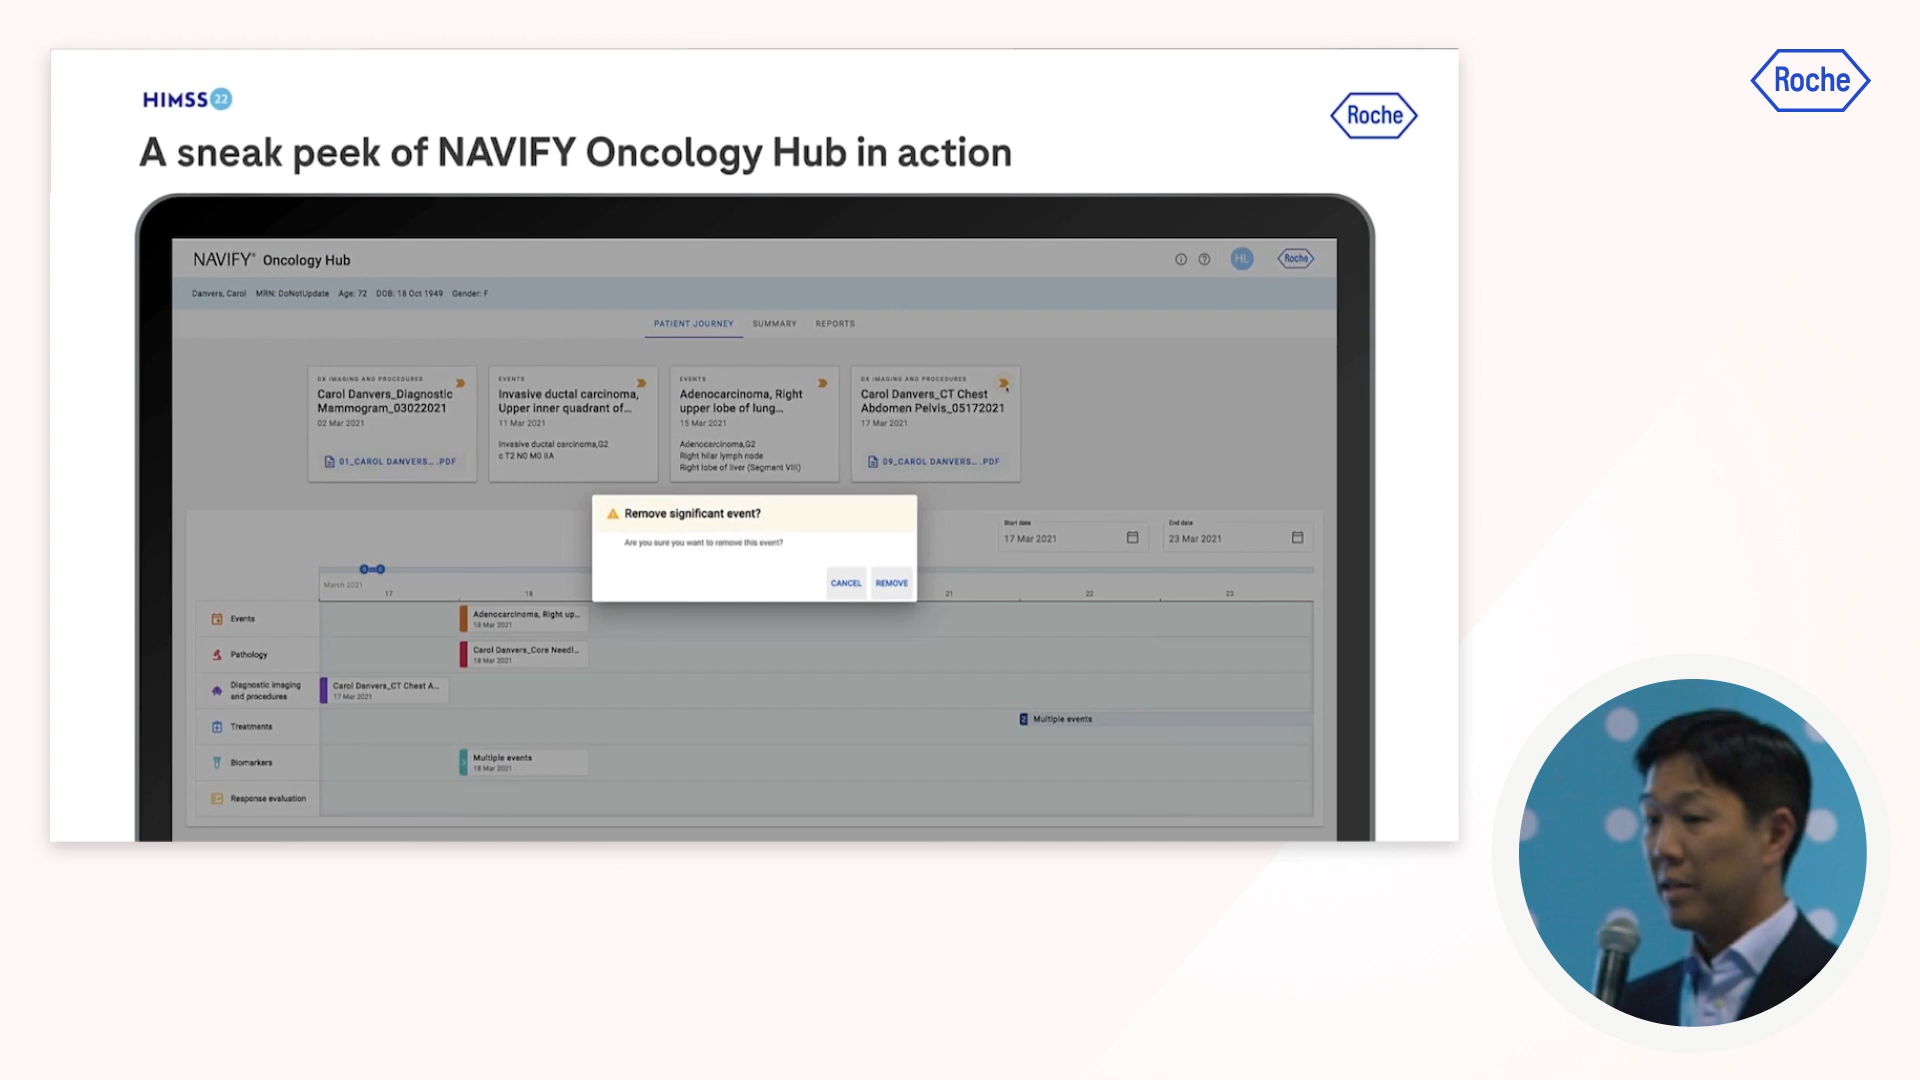 HIMSS 22
Roche
Roche
A sneak peek of NAVIFY Oncology Hub in action
NAVIFY® Oncology Hub
HL
Roche
Danvers, Carol MRN: DoNotUpdate Age: 72 DOB: 18 Oct 1949 Gender: F
PATIENT JOURNEY SUMMARY REPORTS
DX IMAGING AND PROCEDURES
Carol Danvers_Diagnostic
Mammogram_03022021
02 Mar 2021
01_CAROL DANVERS... .PDF
EVENTS
Invasive ductal carcinoma,
Upper inner quadrant of...
11 Mar 2021
Invasive ductal carcinoma,G2
c T2 N0 M0 IIA
EVENTS
Adenocarcinoma, Right
upper lobe of lung...
15 Mar 2021
Adenocarcinoma,G2
Right hilar lymph node
Right lobe of liver (Segment VIII)
DX IMAGING AND PROCEDURES
Carol Danvers_CT Chest
Abdomen Pelvis_05172021
17 Mar 2021
09_CAROL DANVERS... .PDF
Remove significant event?
Are you sure you want to remove this event?
CANCEL REMOVE
Start date
17 Mar 2021
End date
23 Mar 2021
March 2021
17 18 21 22 23
Events
Adenocarcinoma, Right up...
18 Mar 2021
Pathology
Carol Danvers_Core Needl...
18 Mar 2021
Diagnostic imaging
and procedures
Carol Danvers_CT Chest A...
17 Mar 2021
Treatments
2 Multiple events
Biomarkers
Multiple events
18 Mar 2021
Response evaluation